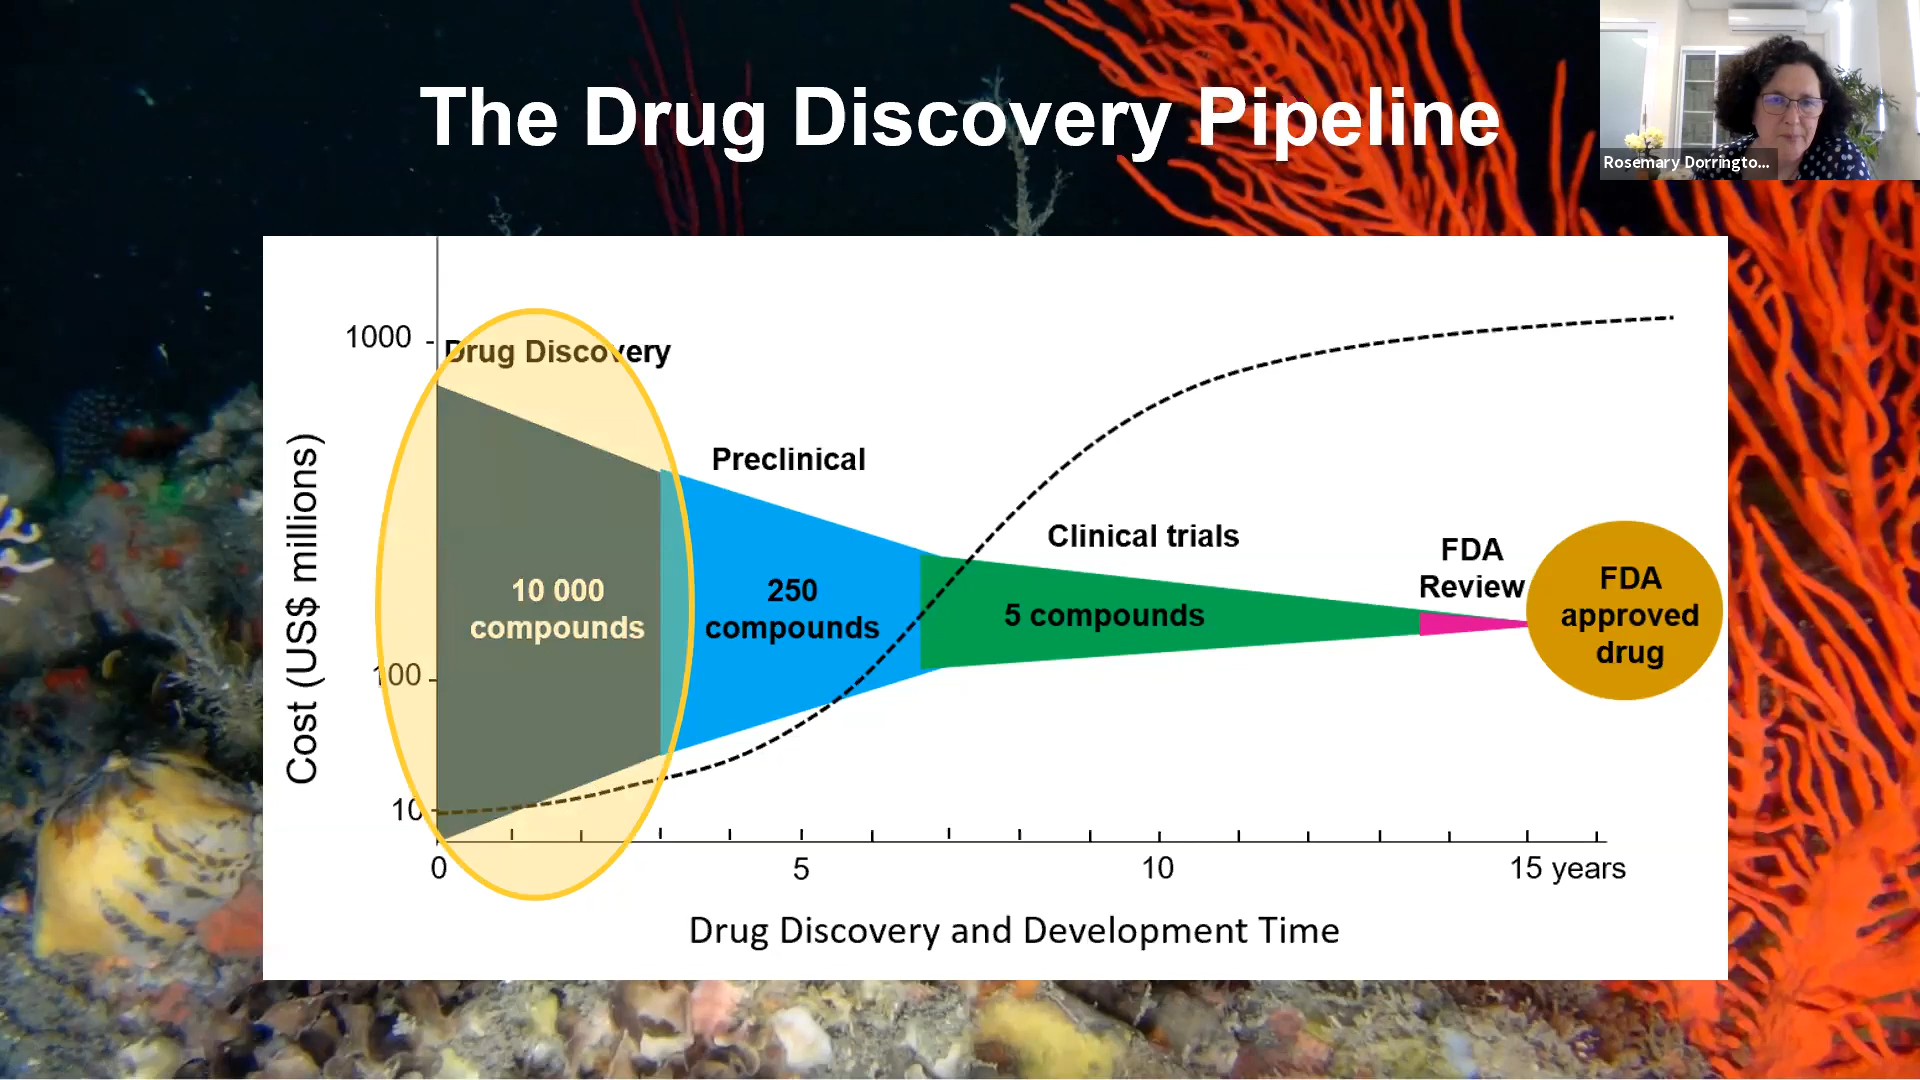 The Drug Discovery Pipeline
Rosemary Dorringto...
Cost (US$ millions)
1000
100
10
Drug Discovery
10 000
compounds
Preclinical
250
compounds
Clinical trials
5 compounds
FDA
Review
FDA
approved
drug
0
5
10
15 years
Drug Discovery and Development Time